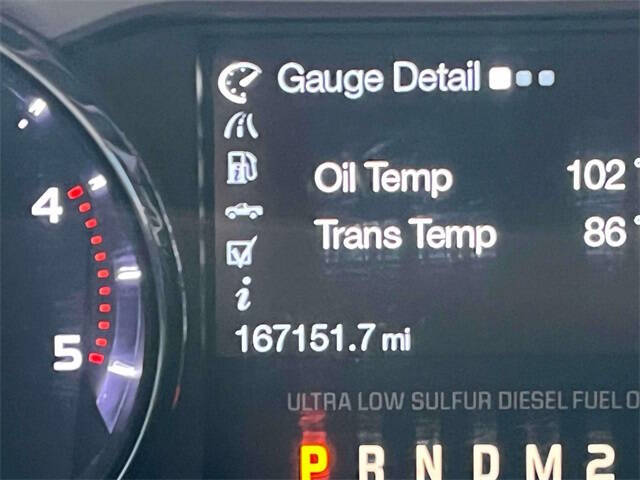 Gauge Detail
Oil Temp 102°
Trans Temp 86°
4
5
167151.7 mi
ULTRA LOW SULFUR DIESEL FUEL O
P R N D M 2